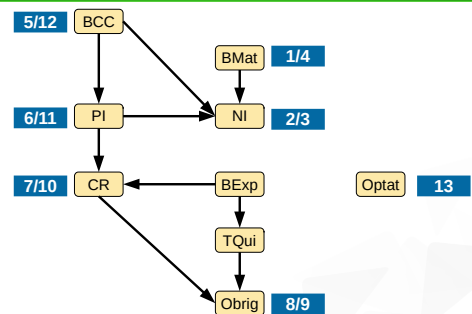 5/12 BCC
BMat 1/4
6/11 PI NI 2/3
7/10 CR BExp Optat 13
TQui
Obrig 8/9